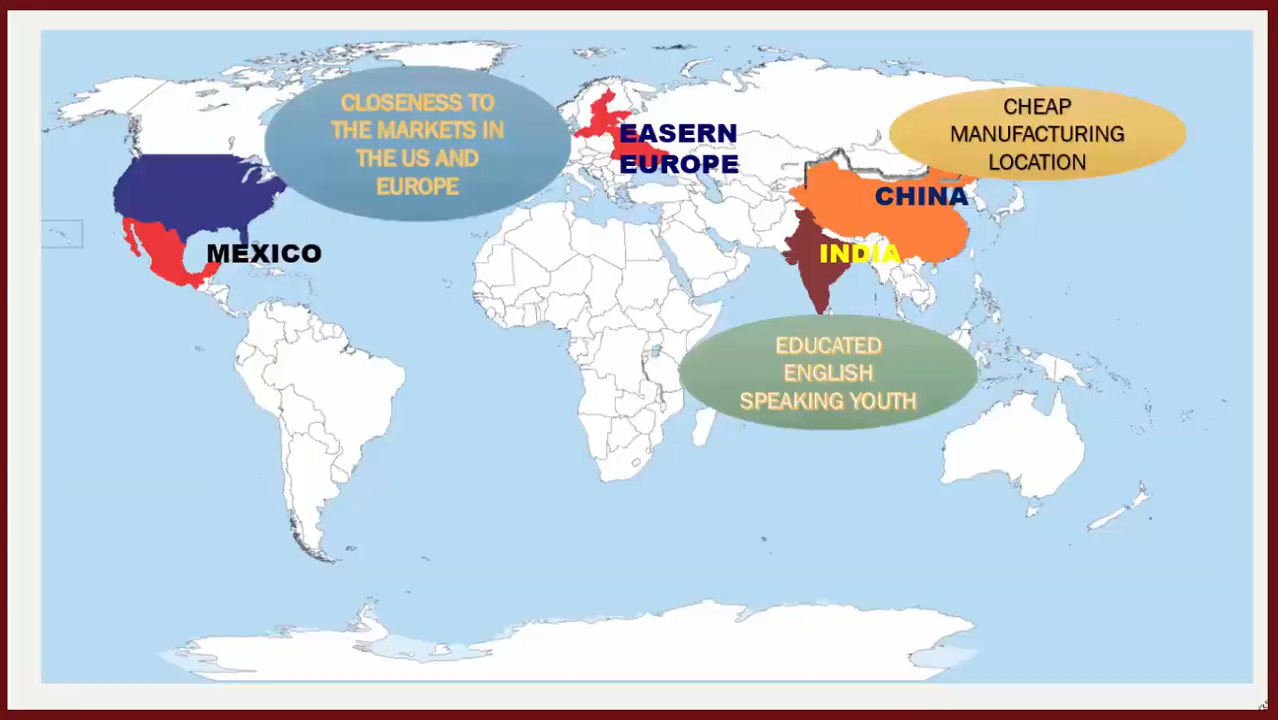 CLOSENESS TO
THE MARKETS IN
THE US AND
EUROPE
EASERN
EUROPE
CHEAP
MANUFACTURING
LOCATION
CHINA
MEXICO
INDIA
EDUCATED
ENGLISH
SPEAKING YOUTH